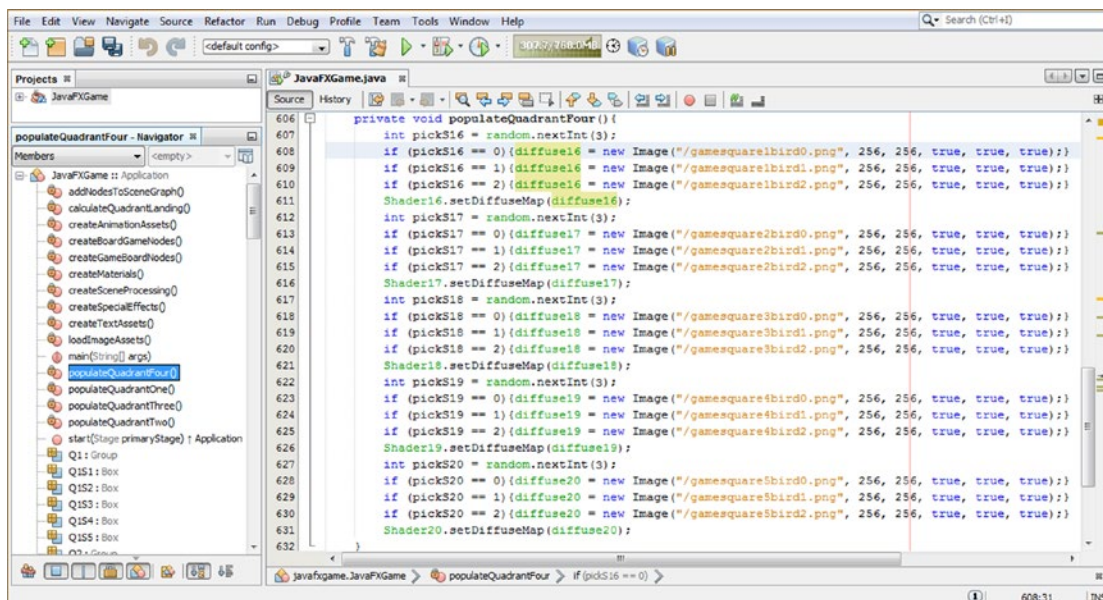 File Edit View Navigate Source Refactor Run Debug Profile Team Tools Window Help
Search (Ctrl+I)
<default config>
307.7/768.0MB
Projects
JavaFXGame
populateQuadrantFour - Navigator
Members <empty>
JavaFXGame :: Application
addNodesToSceneGraph()
calculateQuadrantLanding()
createAnimationAssets()
createBoardGameNodes()
createGameBoardNodes()
createMaterials()
createSceneProcessing()
createSpecialEffects()
createTextAssets()
loadImageAssets()
main(String[] args)
populateQuadrantFour()
populateQuadrantOne()
populateQuadrantThree()
populateQuadrantTwo()
start(Stage primaryStage) ↑ Application
Q1 : Group
Q1S1 : Box
Q1S2 : Box
Q1S3 : Box
Q1S4 : Box
Q1S5 : Box
Q2 : Group
JavaFXGame.java
Source History
606 private void populateQuadrantFour(){
607 int pickS16 = random.nextInt(3);
608 if (pickS16 == 0){diffuse16 = new Image("/gamesquare1bird0.png", 256, 256, true, true, true);}
609 if (pickS16 == 1){diffuse16 = new Image("/gamesquare1bird1.png", 256, 256, true, true, true);}
610 if (pickS16 == 2){diffuse16 = new Image("/gamesquare1bird2.png", 256, 256, true, true, true);}
611 Shader16.setDiffuseMap(diffuse16);
612 int pickS17 = random.nextInt(3);
613 if (pickS17 == 0){diffuse17 = new Image("/gamesquare2bird0.png", 256, 256, true, true, true);}
614 if (pickS17 == 1){diffuse17 = new Image("/gamesquare2bird1.png", 256, 256, true, true, true);}
615 if (pickS17 == 2){diffuse17 = new Image("/gamesquare2bird2.png", 256, 256, true, true, true);}
616 Shader17.setDiffuseMap(diffuse17);
617 int pickS18 = random.nextInt(3);
618 if (pickS18 == 0){diffuse18 = new Image("/gamesquare3bird0.png", 256, 256, true, true, true);}
619 if (pickS18 == 1){diffuse18 = new Image("/gamesquare3bird1.png", 256, 256, true, true, true);}
620 if (pickS18 == 2){diffuse18 = new Image("/gamesquare3bird2.png", 256, 256, true, true, true);}
621 Shader18.setDiffuseMap(diffuse18);
622 int pickS19 = random.nextInt(3);
623 if (pickS19 == 0){diffuse19 = new Image("/gamesquare4bird0.png", 256, 256, true, true, true);}
624 if (pickS19 == 1){diffuse19 = new Image("/gamesquare4bird1.png", 256, 256, true, true, true);}
625 if (pickS19 == 2){diffuse19 = new Image("/gamesquare4bird2.png", 256, 256, true, true, true);}
626 Shader19.setDiffuseMap(diffuse19);
627 int pickS20 = random.nextInt(3);
628 if (pickS20 == 0){diffuse20 = new Image("/gamesquare5bird0.png", 256, 256, true, true, true);}
629 if (pickS20 == 1){diffuse20 = new Image("/gamesquare5bird1.png", 256, 256, true, true, true);}
630 if (pickS20 == 2){diffuse20 = new Image("/gamesquare5bird2.png", 256, 256, true, true, true);}
631 Shader20.setDiffuseMap(diffuse20);
632 }
javafxgame.JavaFXGame populateQuadrantFour if (pickS16 == 0)
608:31 INS